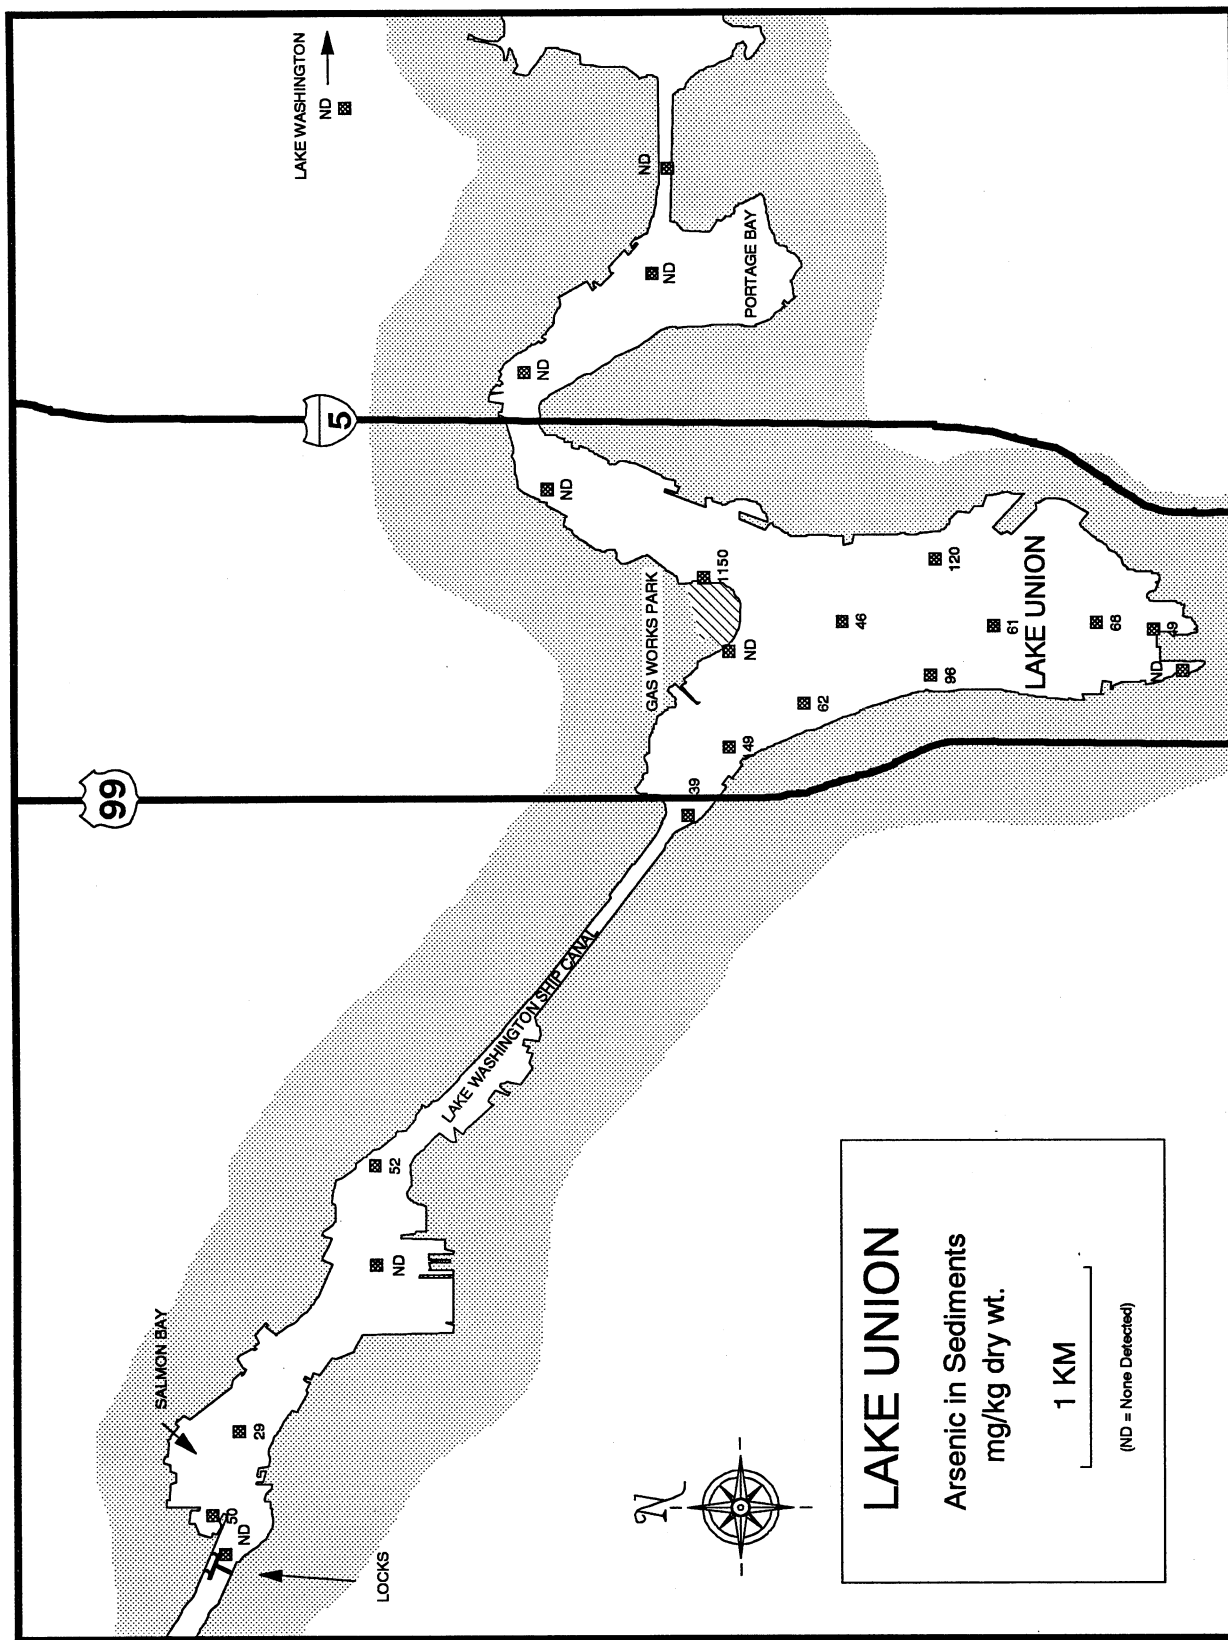 LAKE WASHINGTON
ND
ND
ND
PORTAGE BAY
ND
5
ND
GAS WORKS PARK
1150
ND
46
120
61
LAKE UNION
68
49
ND
96
62
49
39
99
LAKE WASHINGTON SHIP CANAL
52
ND
SALMON BAY
29
50
ND
LOCKS
N
LAKE UNION
Arsenic in Sediments
mg/kg dry wt.
1 KM
(ND = None Detected)